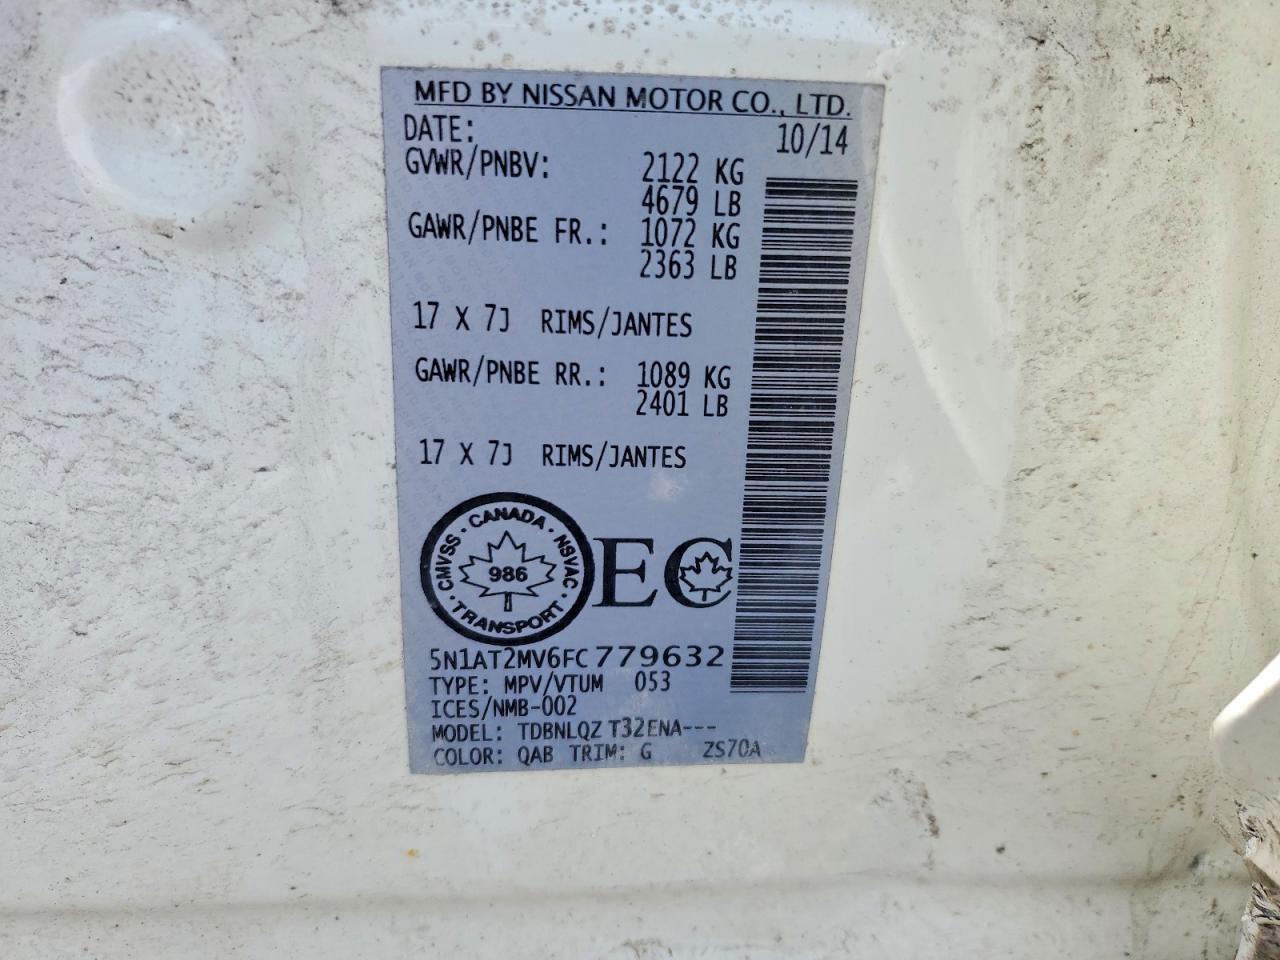 MFD BY NISSAN MOTOR CO., LTD.
DATE: 10/14
GVWR/PNBV: 2122 KG
4679 LB
GAWR/PNBE FR.: 1072 KG
2363 LB
17 X 7J RIMS/JANTES
GAWR/PNBE RR.: 1089 KG
2401 LB
17 X 7J RIMS/JANTES
CANADA · NSVAC · TRANSPORT · CMVSS ·
986
EC
5N1AT2MV6FC779632
TYPE: MPV/VTUM 053
ICES/NMB-002
MODEL: TDBNLQZ T32ENA---
COLOR: QAB TRIM: G ZS70A